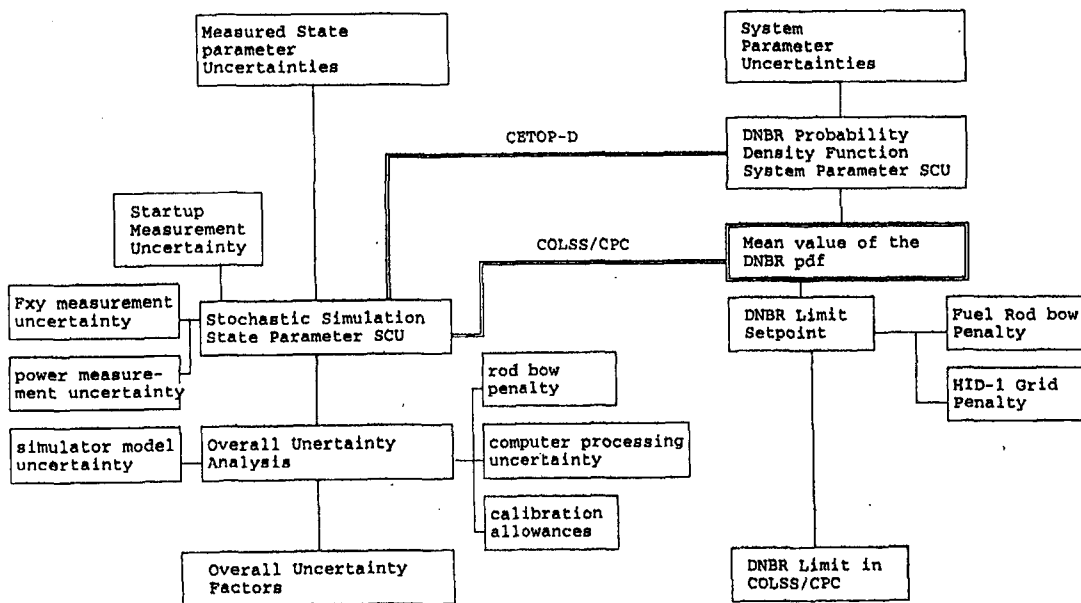 Measured State
parameter
Uncertainties
System
Parameter
Uncertainties
CETOP-D
DNBR Probability
Density Function
System Parameter SCU
Startup
Measurement
Uncertainty
COLSS/CPC
Mean value of the
DNBR pdf
Fxy measurement
uncertainty
Stochastic Simulation
State Parameter SCU
DNBR Limit
Setpoint
Fuel Rod bow
Penalty
power measure-
ment uncertainty
rod bow
penalty
HID-1 Grid
Penalty
simulator model
uncertainty
Overall Unertainty
Analysis
computer processing
uncertainty
calibration
allowances
Overall Uncertainty
Factors
DNBR Limit in
COLSS/CPC